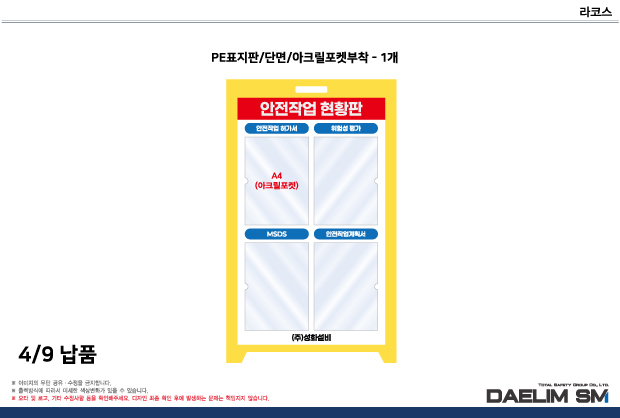 라코스
PE표지판/단면/아크릴포켓부착 - 1개
안전작업 현황판
안전작업 허가서
위험성 평가
A4
(아크릴포켓)
MSDS
안전작업계획서
(주)성화설비
4/9 납품
※ 이미지의 무단 공유 · 수정을 금지합니다.
※ 출력방식에 따라서 미세한 색상변화가 있을 수 있습니다.
※ 오타 및 로고, 기타 수정사항 등을 확인해주세요. 디자인 최종 확인 후에 발생하는 문제는 책인지지 않습니다.
Total Safety Group Co., Ltd.
DAELIM SM